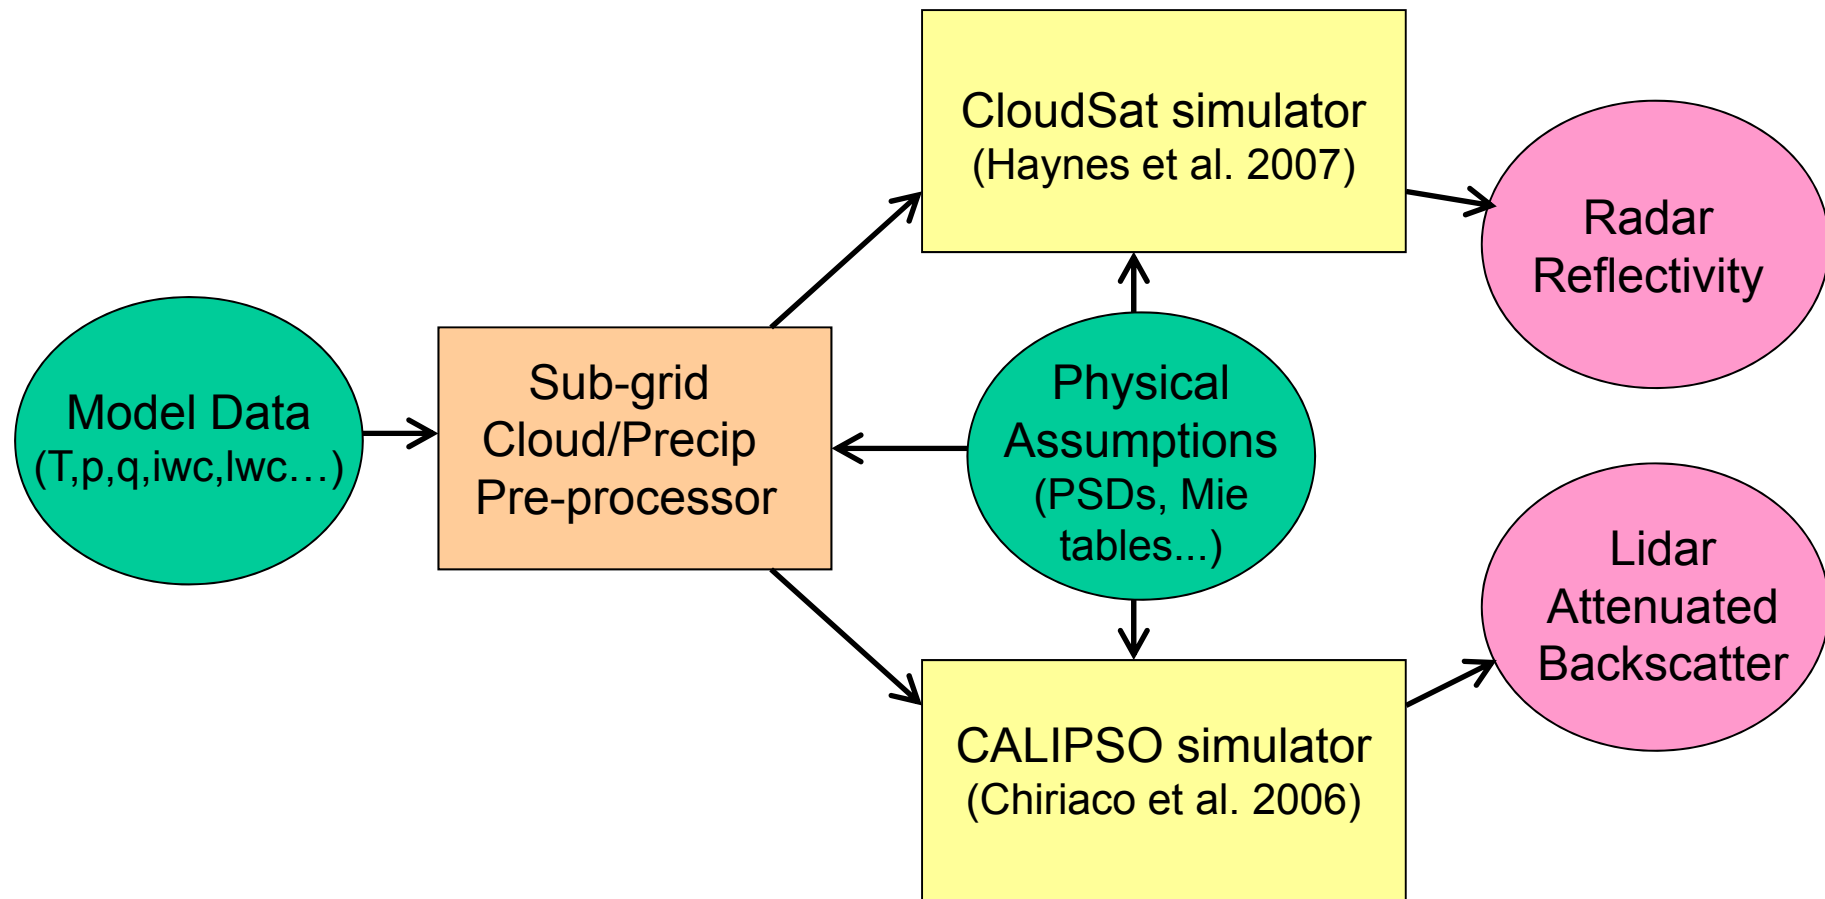 Model Data
(T,p,q,iwc,lwc…)
Sub-grid
Cloud/Precip
Pre-processor
CloudSat simulator
(Haynes et al. 2007)
Physical
Assumptions
(PSDs, Mie
tables...)
CALIPSO simulator
(Chiriaco et al. 2006)
Radar
Reflectivity
Lidar
Attenuated
Backscatter